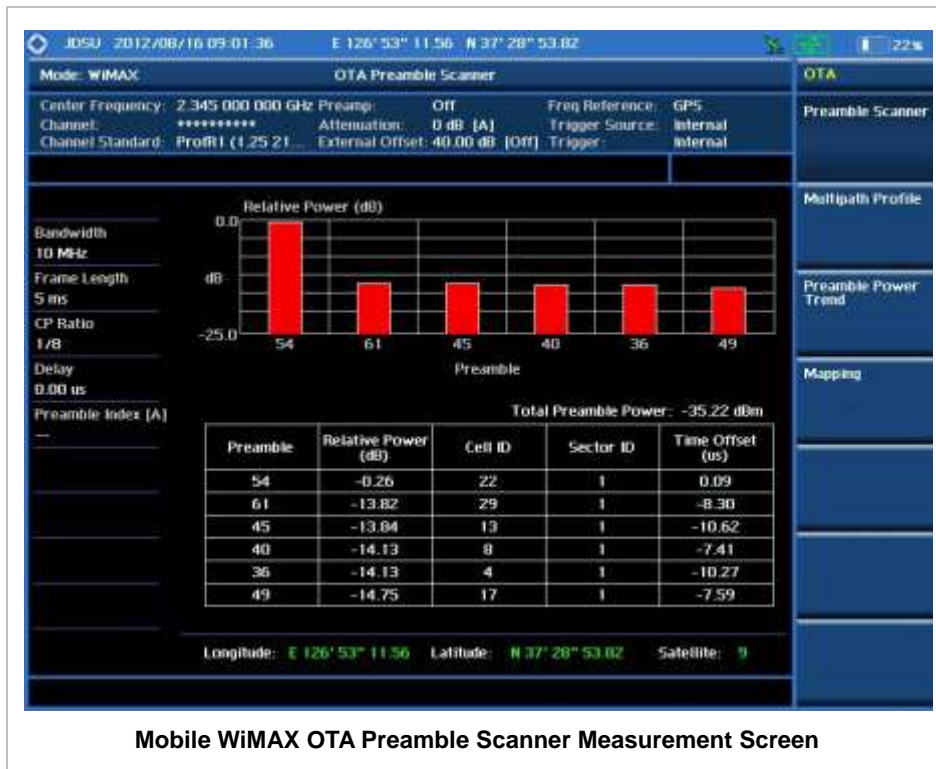 JDSU 2012/08/16 09:01:36 E 126° 53" 11.56 N 37° 28" 53.82 22%
Mode: WiMAX OTA Preamble Scanner OTA
Center Frequency: 2.345 000 000 GHz Preamp: Off Freq Reference: GPS
Channel: ********** Attenuation: 0 dB [A] Trigger Source: Internal
Channel Standard: ProfR1 (1.25 21... External Offset: 40.00 dB [Off] Trigger: Internal
Preamble Scanner
Multipath Profile
Preamble Power
Trend
Mapping
Bandwidth
10 MHz
Frame Length
5 ms
CP Ratio
1/8
Delay
0.00 us
Preamble Index [A]
---
Relative Power (dB)
0.0
dB
-25.0
54 61 45 40 36 49
Preamble
Total Preamble Power: -35.22 dBm
Preamble Relative Power (dB) Cell ID Sector ID Time Offset (us)
54 -0.26 22 1 0.09
61 -13.82 29 1 -8.30
45 -13.84 13 1 -10.62
40 -14.13 8 1 -7.41
36 -14.13 4 1 -10.27
49 -14.75 17 1 -7.59
Longitude: E 126° 53" 11.56 Latitude: N 37° 28" 53.82 Satellite: 9
Mobile WiMAX OTA Preamble Scanner Measurement Screen